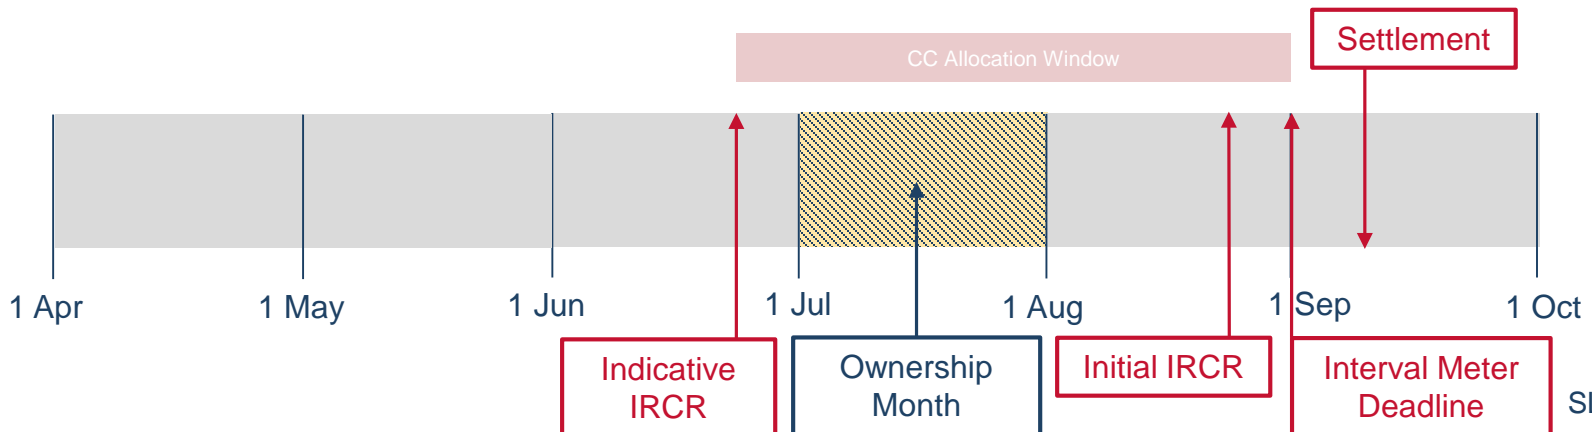 Settlement
CC Allocation Window
1 Apr
1 May
1 Jun
1 Jul
1 Aug
1 Sep
1 Oct
Indicative
IRCR
Ownership
Month
Initial IRCR
Interval Meter
Deadline
Sl